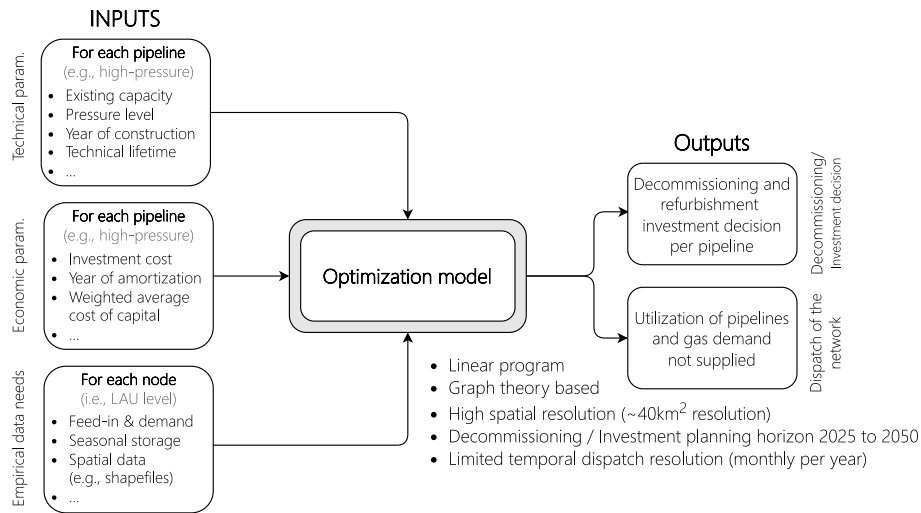 INPUTS
Technical param.
For each pipeline
(e.g., high-pressure)
• Existing capacity
• Pressure level
• Year of construction
• Technical lifetime
• ...
Economic param.
For each pipeline
(e.g., high-pressure)
• Investment cost
• Year of amortization
• Weighted average
cost of capital
• ...
Empirical data needs
For each node
(i.e., LAU level)
• Feed-in & demand
• Seasonal storage
• Spatial data
(e.g., shapefiles)
• ...
Optimization model
• Linear program
• Graph theory based
• High spatial resolution (~40km² resolution)
• Decommissioning / Investment planning horizon 2025 to 2050
• Limited temporal dispatch resolution (monthly per year)
Outputs
Decommissioning and
refurbishment
investment decision
per pipeline
Decommissioning/
Investment decision
Utilization of pipelines
and gas demand
not supplied
Dispatch of the
network